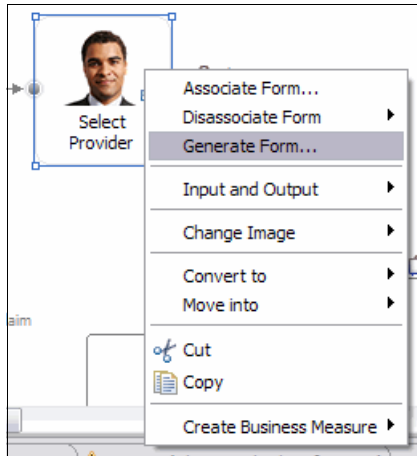 Select
Provider
Associate Form...
Disassociate Form
Generate Form...
Input and Output
Change Image
Convert to
Move into
aim
Cut
Copy
Create Business Measure